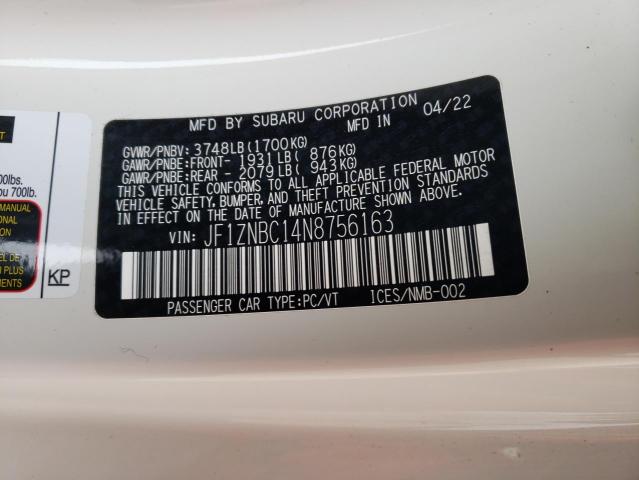 MFD BY SUBARU CORPORATION
MFD IN 04/22
GVWR/PNBV: 3748LB(1700KG)
GAWR/PNBE:FRONT- 1931LB( 876KG)
GAWR/PNBE:REAR - 2079LB( 943KG)
THIS VEHICLE CONFORMS TO ALL APPLICABLE FEDERAL MOTOR
VEHICLE SAFETY, BUMPER, AND THEFT PREVENTION STANDARDS
IN EFFECT ON THE DATE OF MANUFACTURE SHOWN ABOVE.
VIN: JF1ZNBC14N8756163
PASSENGER CAR TYPE:PC/VT ICES/NMB-002
700lb.
MANUAL
KP